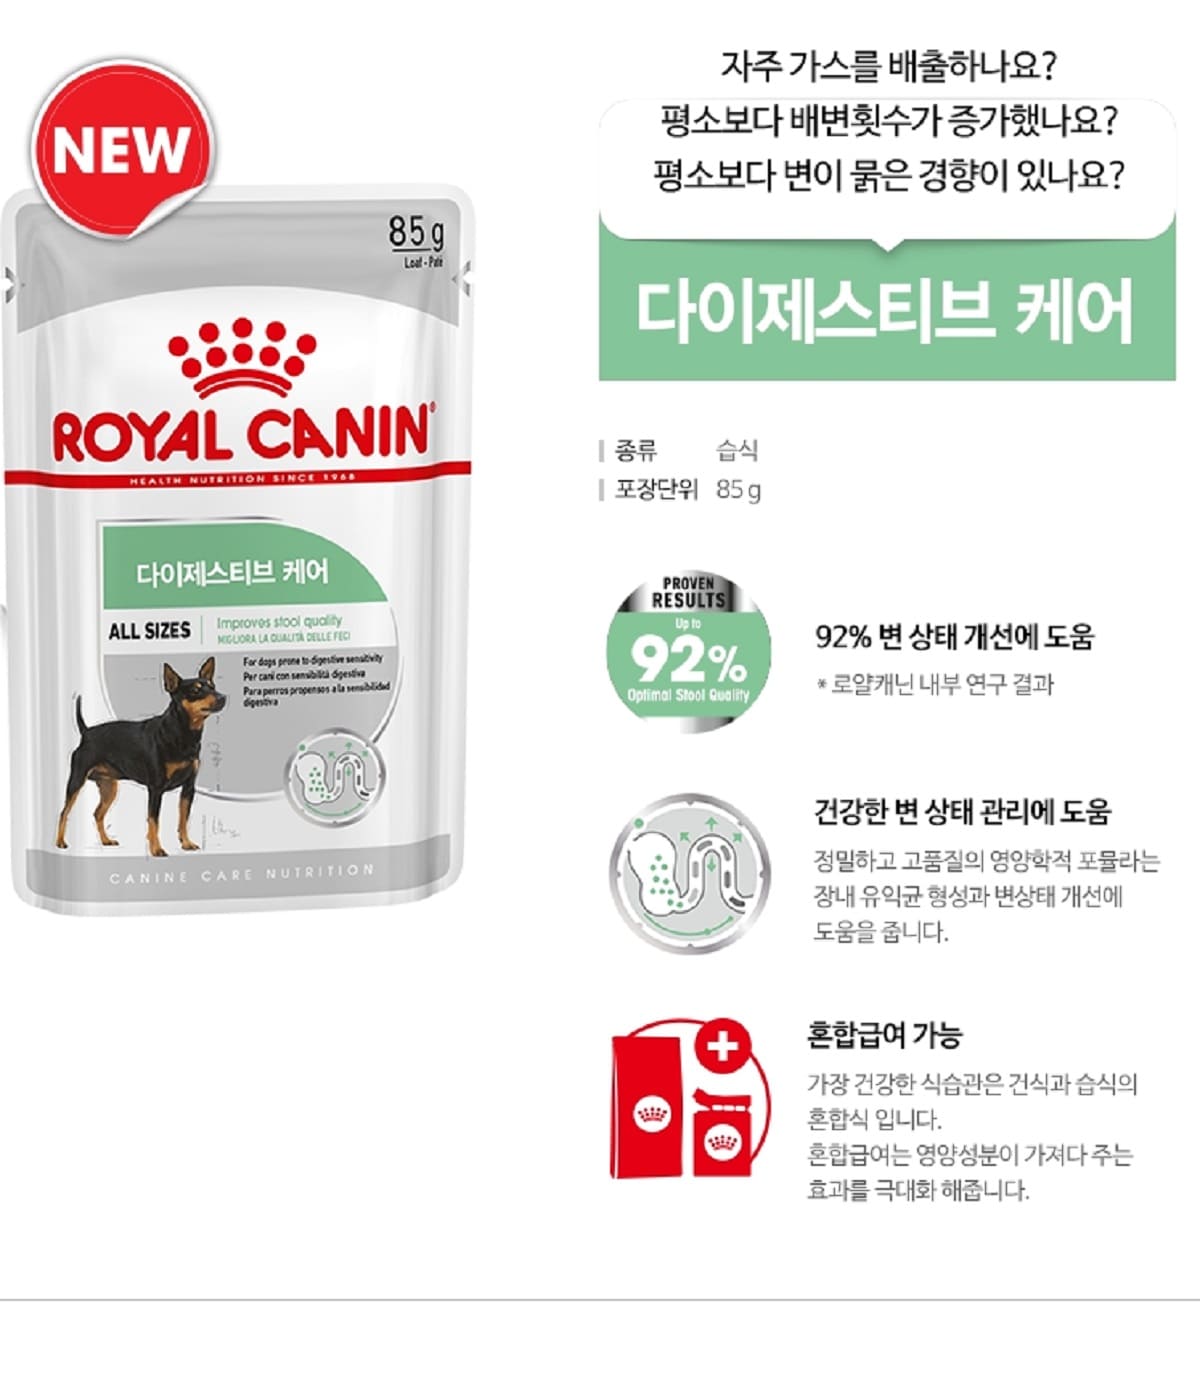 NEW
85g
Loaf - Paté
ROYAL CANIN
HEALTH NUTRITION SINCE 1968
다이제스티브 케어
ALL SIZES
Improves stool quality
MIGLIORA LA QUALITÀ DELLE FECI
For dogs prone to digestive sensitivity
Per cani con sensibilità digestiva
Para perros propensos a la sensibilidad
digestiva
CANINE CARE NUTRITION
자주 가스를 배출하나요?
평소보다 배변횟수가 증가했나요?
평소보다 변이 묽은 경향이 있나요?
다이제스티브 케어
종류 습식
포장단위 85g
PROVEN
RESULTS
Up to
92%
Optimal Stool Quality
92% 변 상태 개선에 도움
* 로얄캐닌 내부 연구 결과
건강한 변 상태 관리에 도움
정밀하고 고품질의 영양학적 포뮬라는
장내 유익균 형성과 변상태 개선에
도움을 줍니다.
혼합급여 가능
가장 건강한 식습관은 건식과 습식의
혼합식 입니다.
혼합급여는 영양성분이 가져다 주는
효과를 극대화 해줍니다.